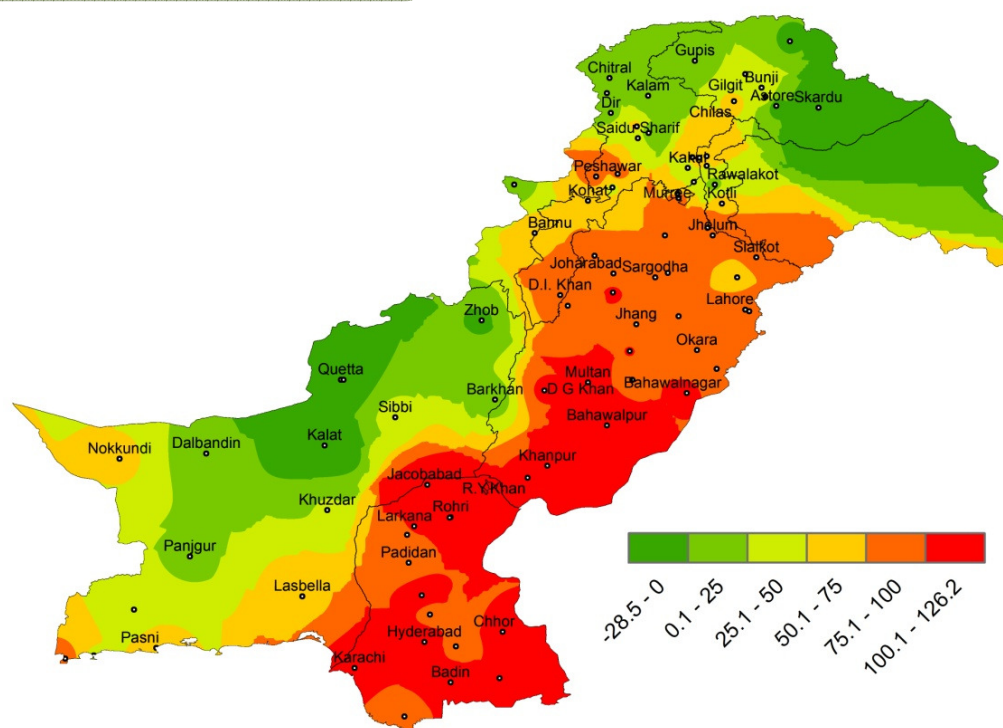 Gupis
Chitral
Bunji
Kalam
Gilgit
Astore
Skardu
Dir
Chilas
Saidu Sharif
Peshawar
Rawalakot
Kohat
Murree
Kotli
Bannu
Jhelum
Sialkot
Joharabad
Sargodha
D.I. Khan
Lahore
Zhob
Jhang
Okara
Quetta
Multan
Bahawalnagar
D G Khan
Barkhan
Sibbi
Bahawalpur
Kalat
Dalbandin
Nokkundi
Khanpur
Jacobabad
R.Y.Khan
Khuzdar
Rohri
Larkana
Padidan
Panjgur
Lasbella
Chhor
Hyderabad
Pasni
Karachi
Badin
-28.5 - 0
0.1 - 25
25.1 - 50
50.1 - 75
75.1 - 100
100.1 - 126.2